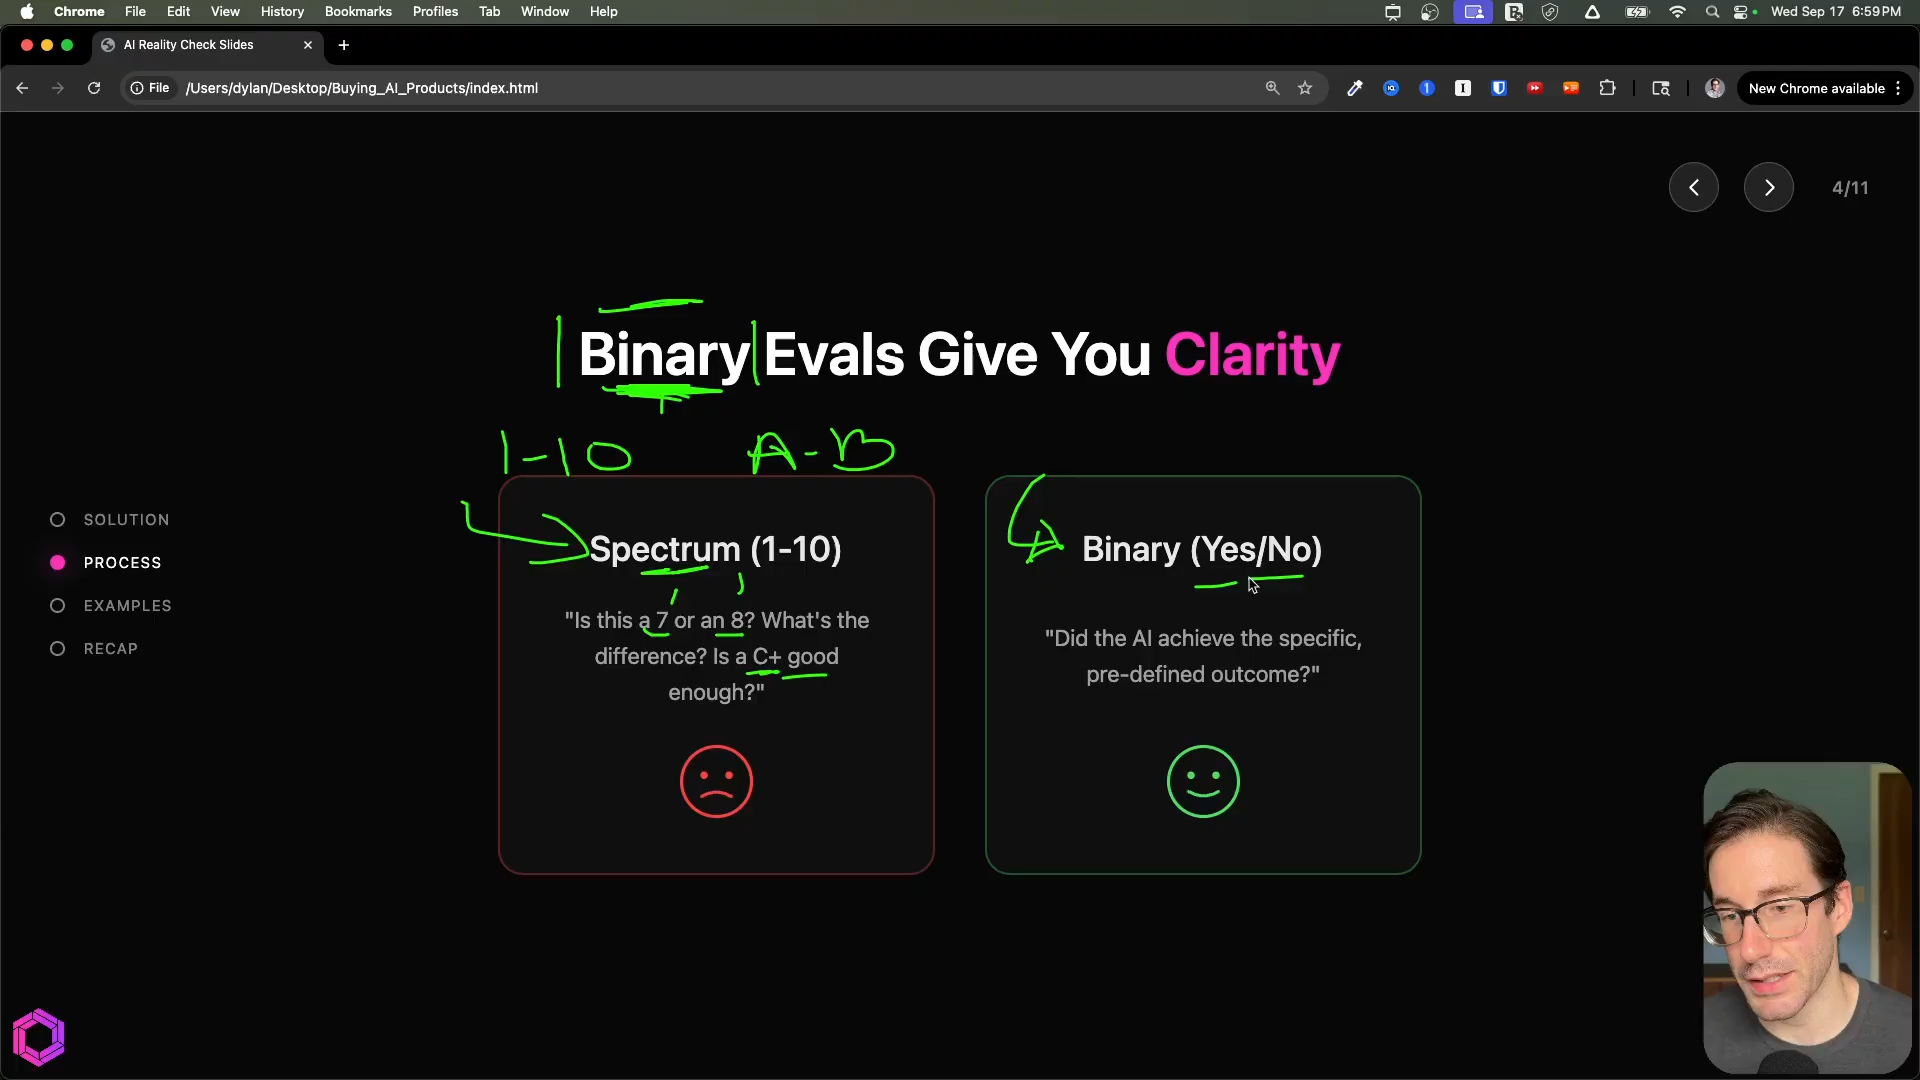 Chrome File Edit View History Bookmarks Profiles Tab Window Help Wed Sep 17 6:59 PM
AI Reality Check Slides
File /Users/dylan/Desktop/Buying_AI_Products/index.html New Chrome available
4/11
Binary Evals Give You Clarity
1-10 A-B
Spectrum (1-10)
"Is this a 7 or an 8? What's the
difference? Is a C+ good
enough?"
Binary (Yes/No)
"Did the AI achieve the specific,
pre-defined outcome?"
SOLUTION
PROCESS
EXAMPLES
RECAP